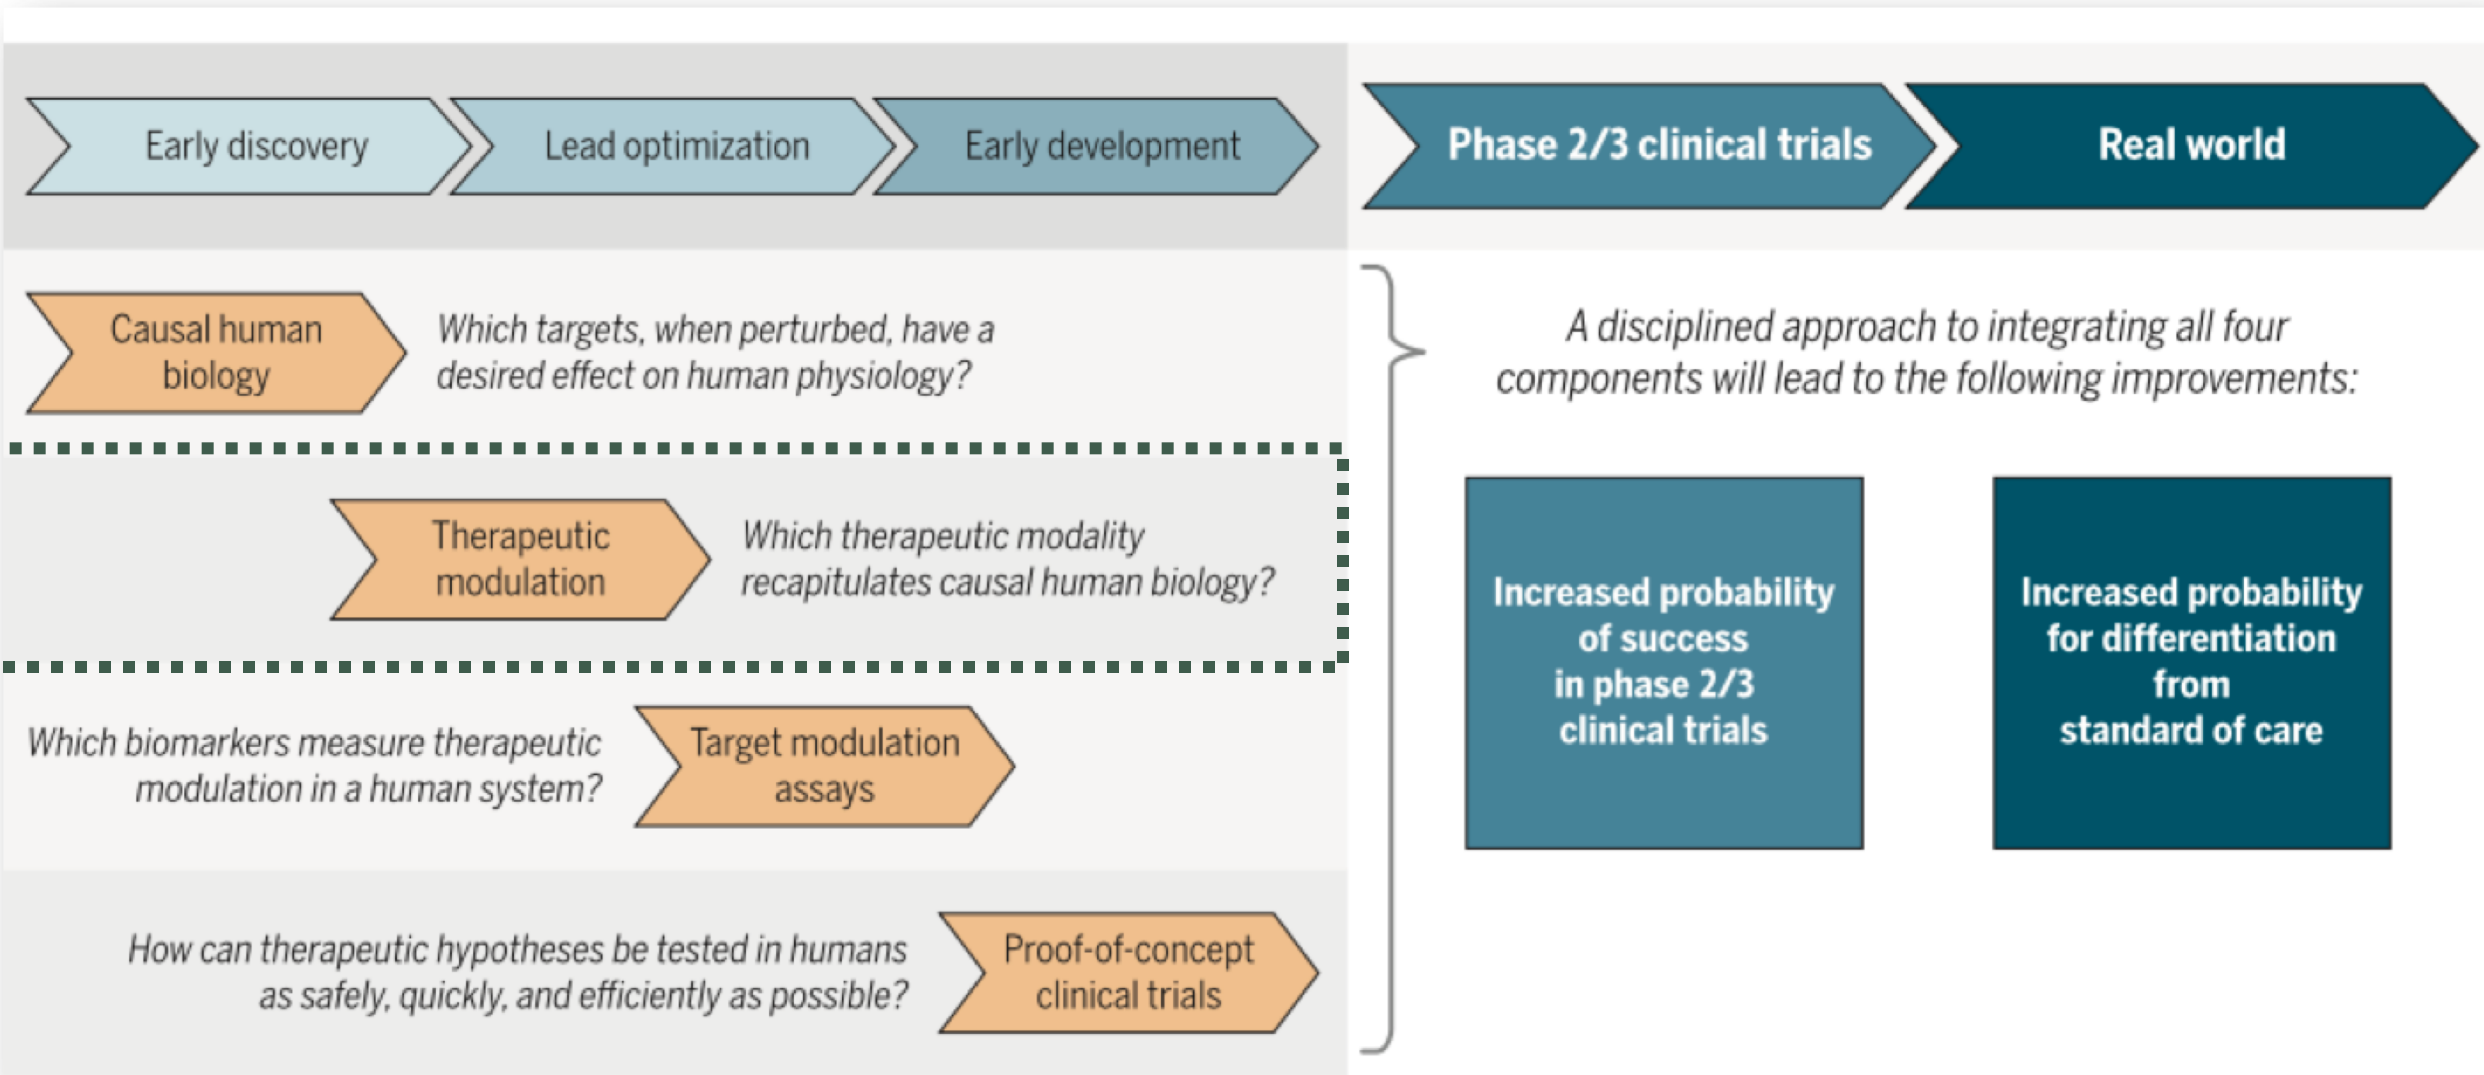 Early discovery
Lead optimization
Early development
Phase 2/3 clinical trials
Real world
Causal human
biology
Which targets, when perturbed, have a
desired effect on human physiology?
Therapeutic
modulation
Which therapeutic modality
recapitulates causal human biology?
Which biomarkers measure therapeutic
modulation in a human system?
Target modulation
assays
How can therapeutic hypotheses be tested in humans
as safely, quickly, and efficiently as possible?
Proof-of-concept
clinical trials
A disciplined approach to integrating all four
components will lead to the following improvements:
Increased probability
of success
in phase 2/3
clinical trials
Increased probability
for differentiation
from
standard of care